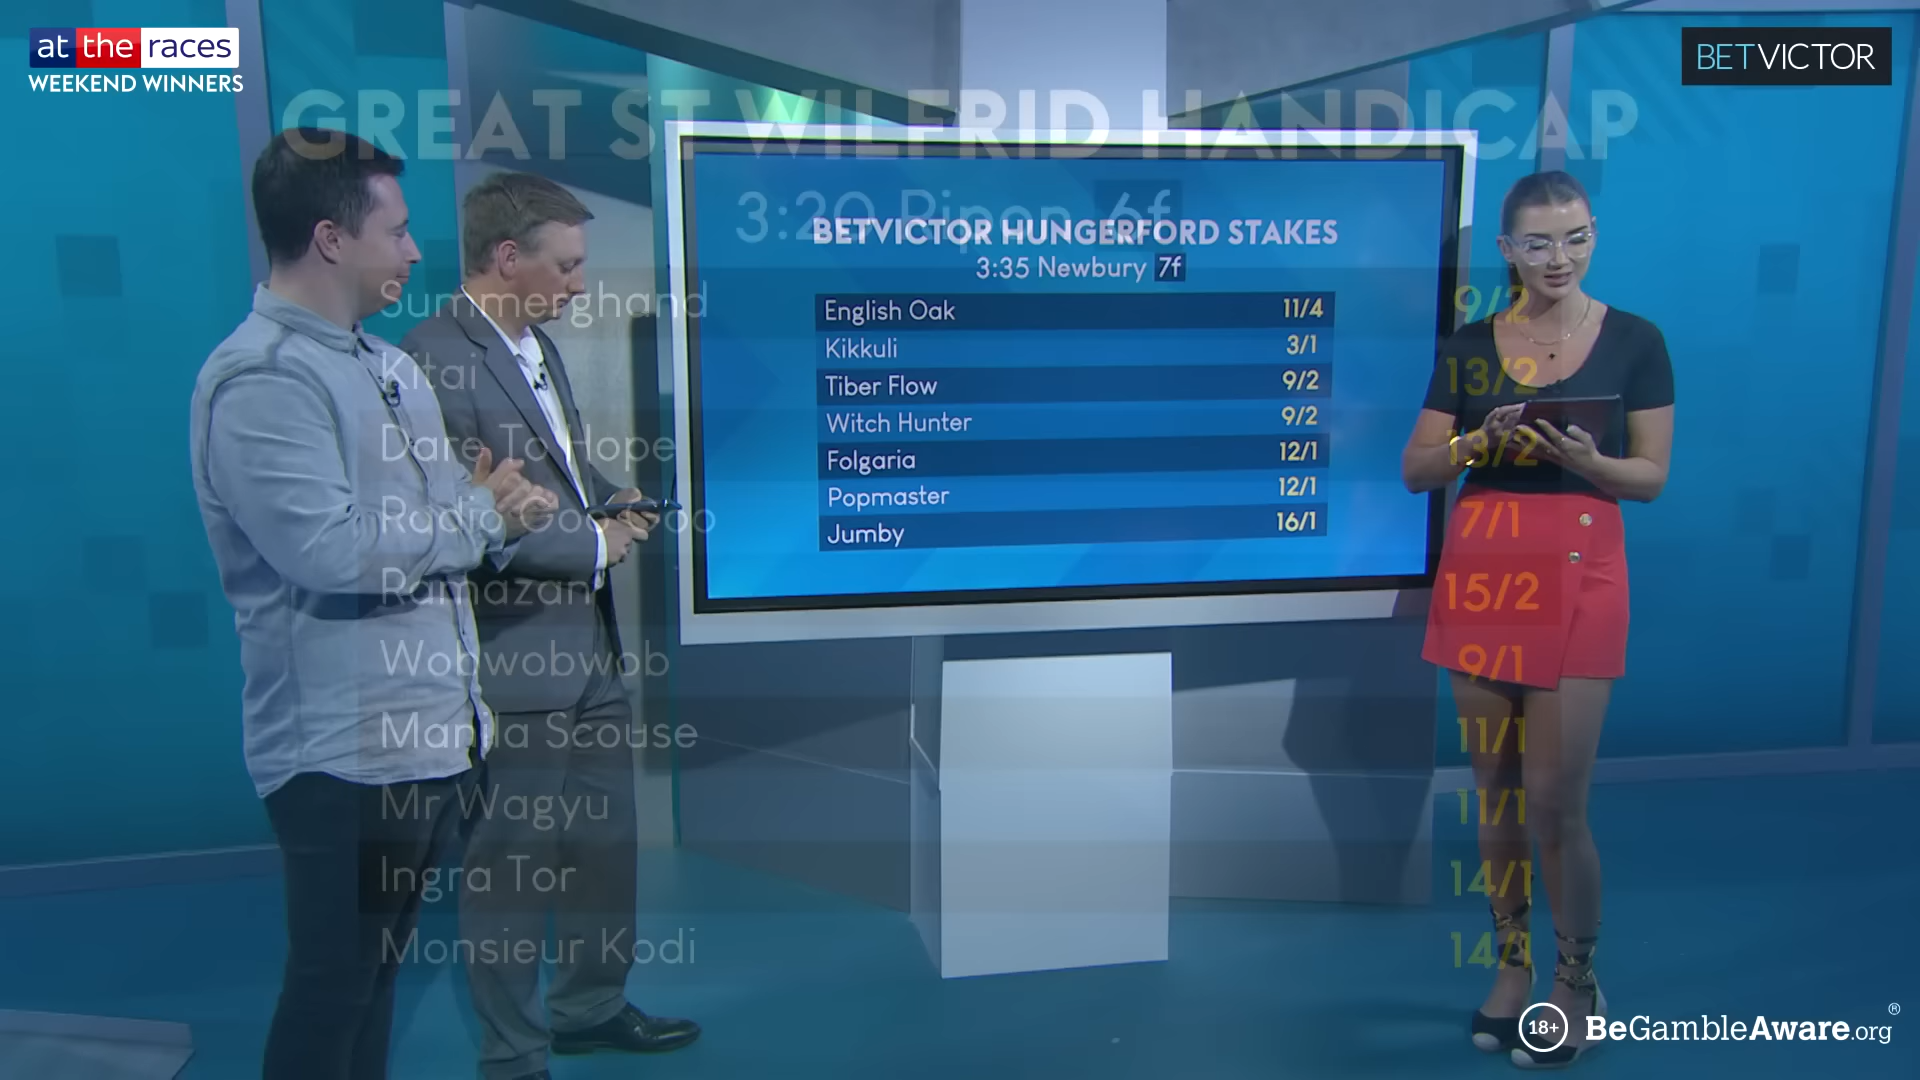 at the races
WEEKEND WINNERS
BETVICTOR
GREAT ST WILFRID HANDICAP
3:20 Ripon 6f
Summerghand 9/2
Kitai 13/2
Dare To Hope 13/2
Radio Goo Goo 7/1
Ramazan 15/2
Wobwobwob 9/1
Manila Scouse 11/1
Mr Wagyu 11/1
Ingra Tor 14/1
Monsieur Kodi 14/1
BETVICTOR HUNGERFORD STAKES
3:35 Newbury 7f
English Oak 11/4
Kikkuli 3/1
Tiber Flow 9/2
Witch Hunter 9/2
Folgaria 12/1
Popmaster 12/1
Jumby 16/1
18+ BeGambleAware.org®